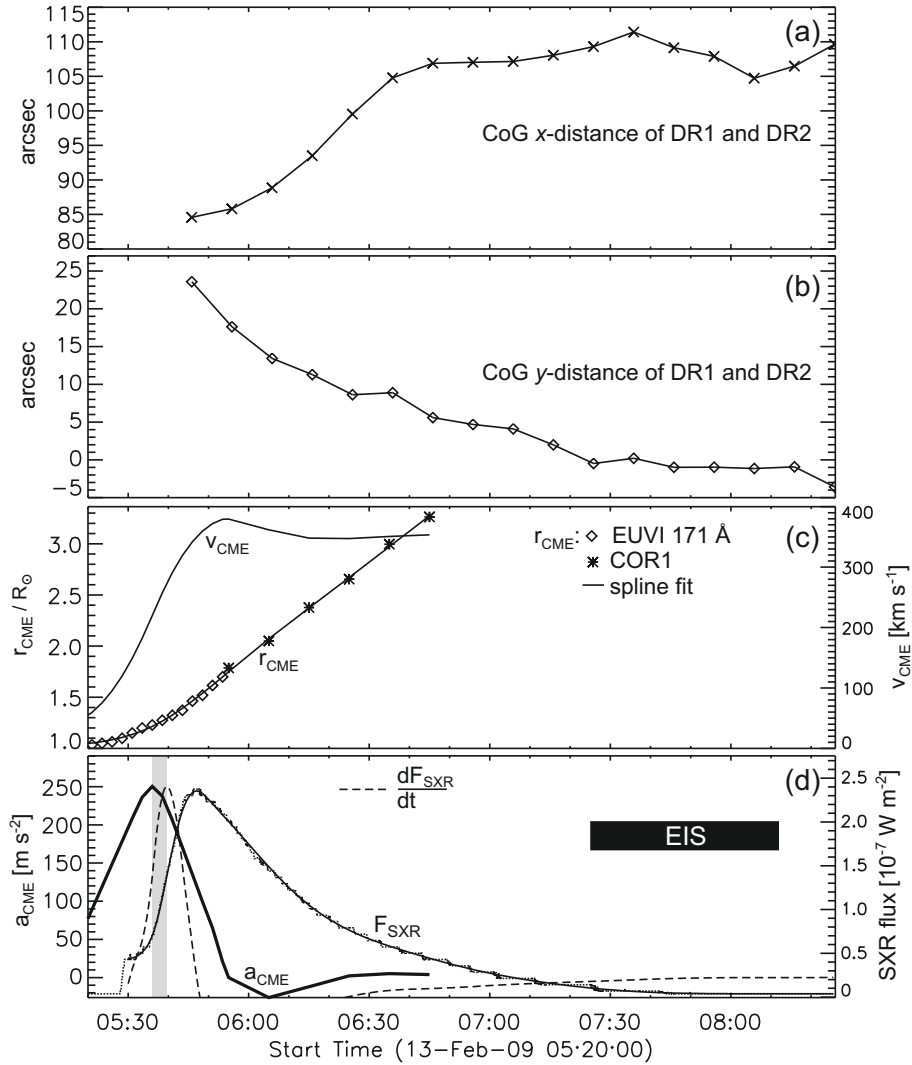 110
105
100
95
90
85
80
arcsec
(a)
CoG x-distance of DR1 and DR2
25
20
15
10
5
0
−5
arcsec
(b)
CoG y-distance of DR1 and DR2
3.0
2.5
2.0
1.5
1.0
r_CME / R_⊙
v_CME
r_CME
r_CME: ◇ EUVI 171 Å
COR1
spline fit
(c)
400
300
200
100
0
v_CME [km s⁻¹]
250
200
150
100
50
0
a_CME [m s⁻²]
dF_SXR
dt
(d)
EIS
F_SXR
a_CME
2.5
2.0
1.4
0.9
0.5
0
SXR flux [10⁻⁷ W m⁻²]
05:30 06:00 06:30 07:00 07:30 08:00
Start Time (13-Feb-09 05:20:00)